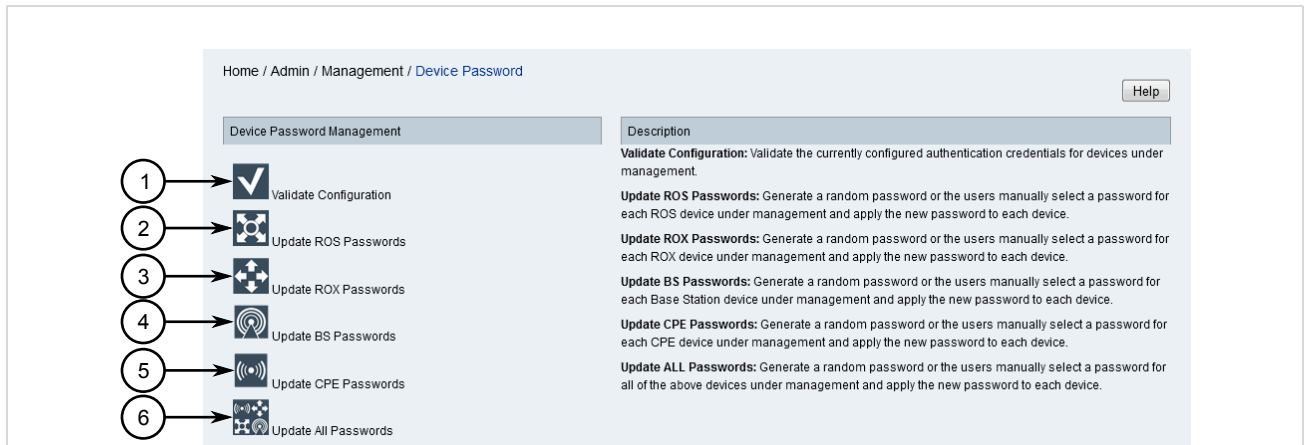 Home / Admin / Management / Device Password
Help
Device Password Management
1
Validate Configuration
2
Update ROS Passwords
3
Update ROX Passwords
4
Update BS Passwords
5
Update CPE Passwords
6
Update All Passwords
Description
Validate Configuration: Validate the currently configured authentication credentials for devices under
management.
Update ROS Passwords: Generate a random password or the users manually select a password for
each ROS device under management and apply the new password to each device.
Update ROX Passwords: Generate a random password or the users manually select a password for
each ROX device under management and apply the new password to each device.
Update BS Passwords: Generate a random password or the users manually select a password for
each Base Station device under management and apply the new password to each device.
Update CPE Passwords: Generate a random password or the users manually select a password for
each CPE device under management and apply the new password to each device.
Update ALL Passwords: Generate a random password or the users manually select a password for
all of the above devices under management and apply the new password to each device.